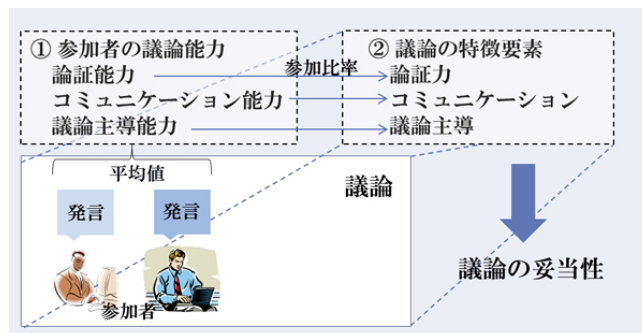 ① 参加者の議論能力
論証能力
コミュニケーション能力
議論主導能力
参加比率
② 議論の特徴要素
論証力
コミュニケーション
議論主導
平均値
議論
発言
発言
参加者
議論の妥当性